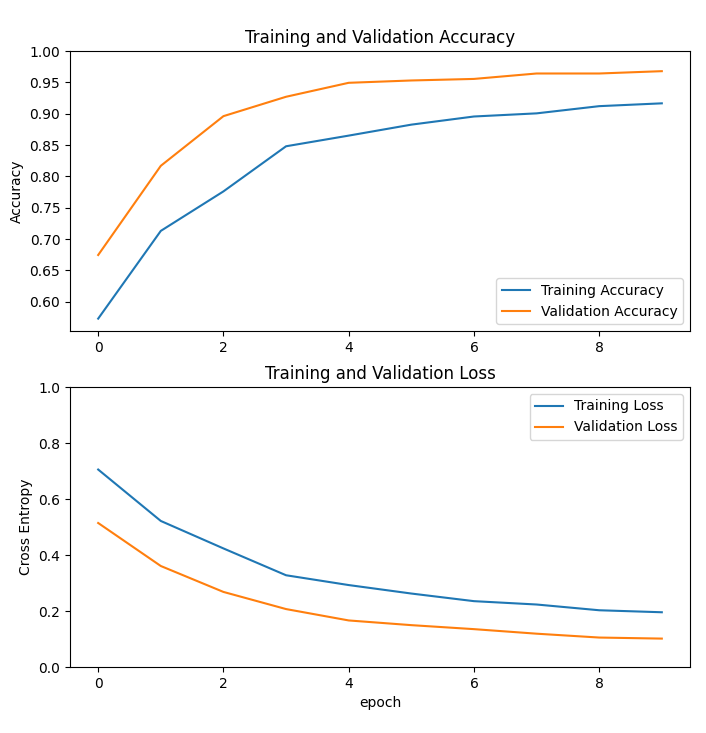 Training and Validation Accuracy
1.00
0.95
0.90
0.85
0.80
0.75
0.70
0.65
0.60
Accuracy
Training Accuracy
Validation Accuracy
0 2 4 6 8
Training and Validation Loss
1.0
0.8
0.6
0.4
0.2
0.0
Cross Entropy
Training Loss
Validation Loss
0 2 4 6 8
epoch